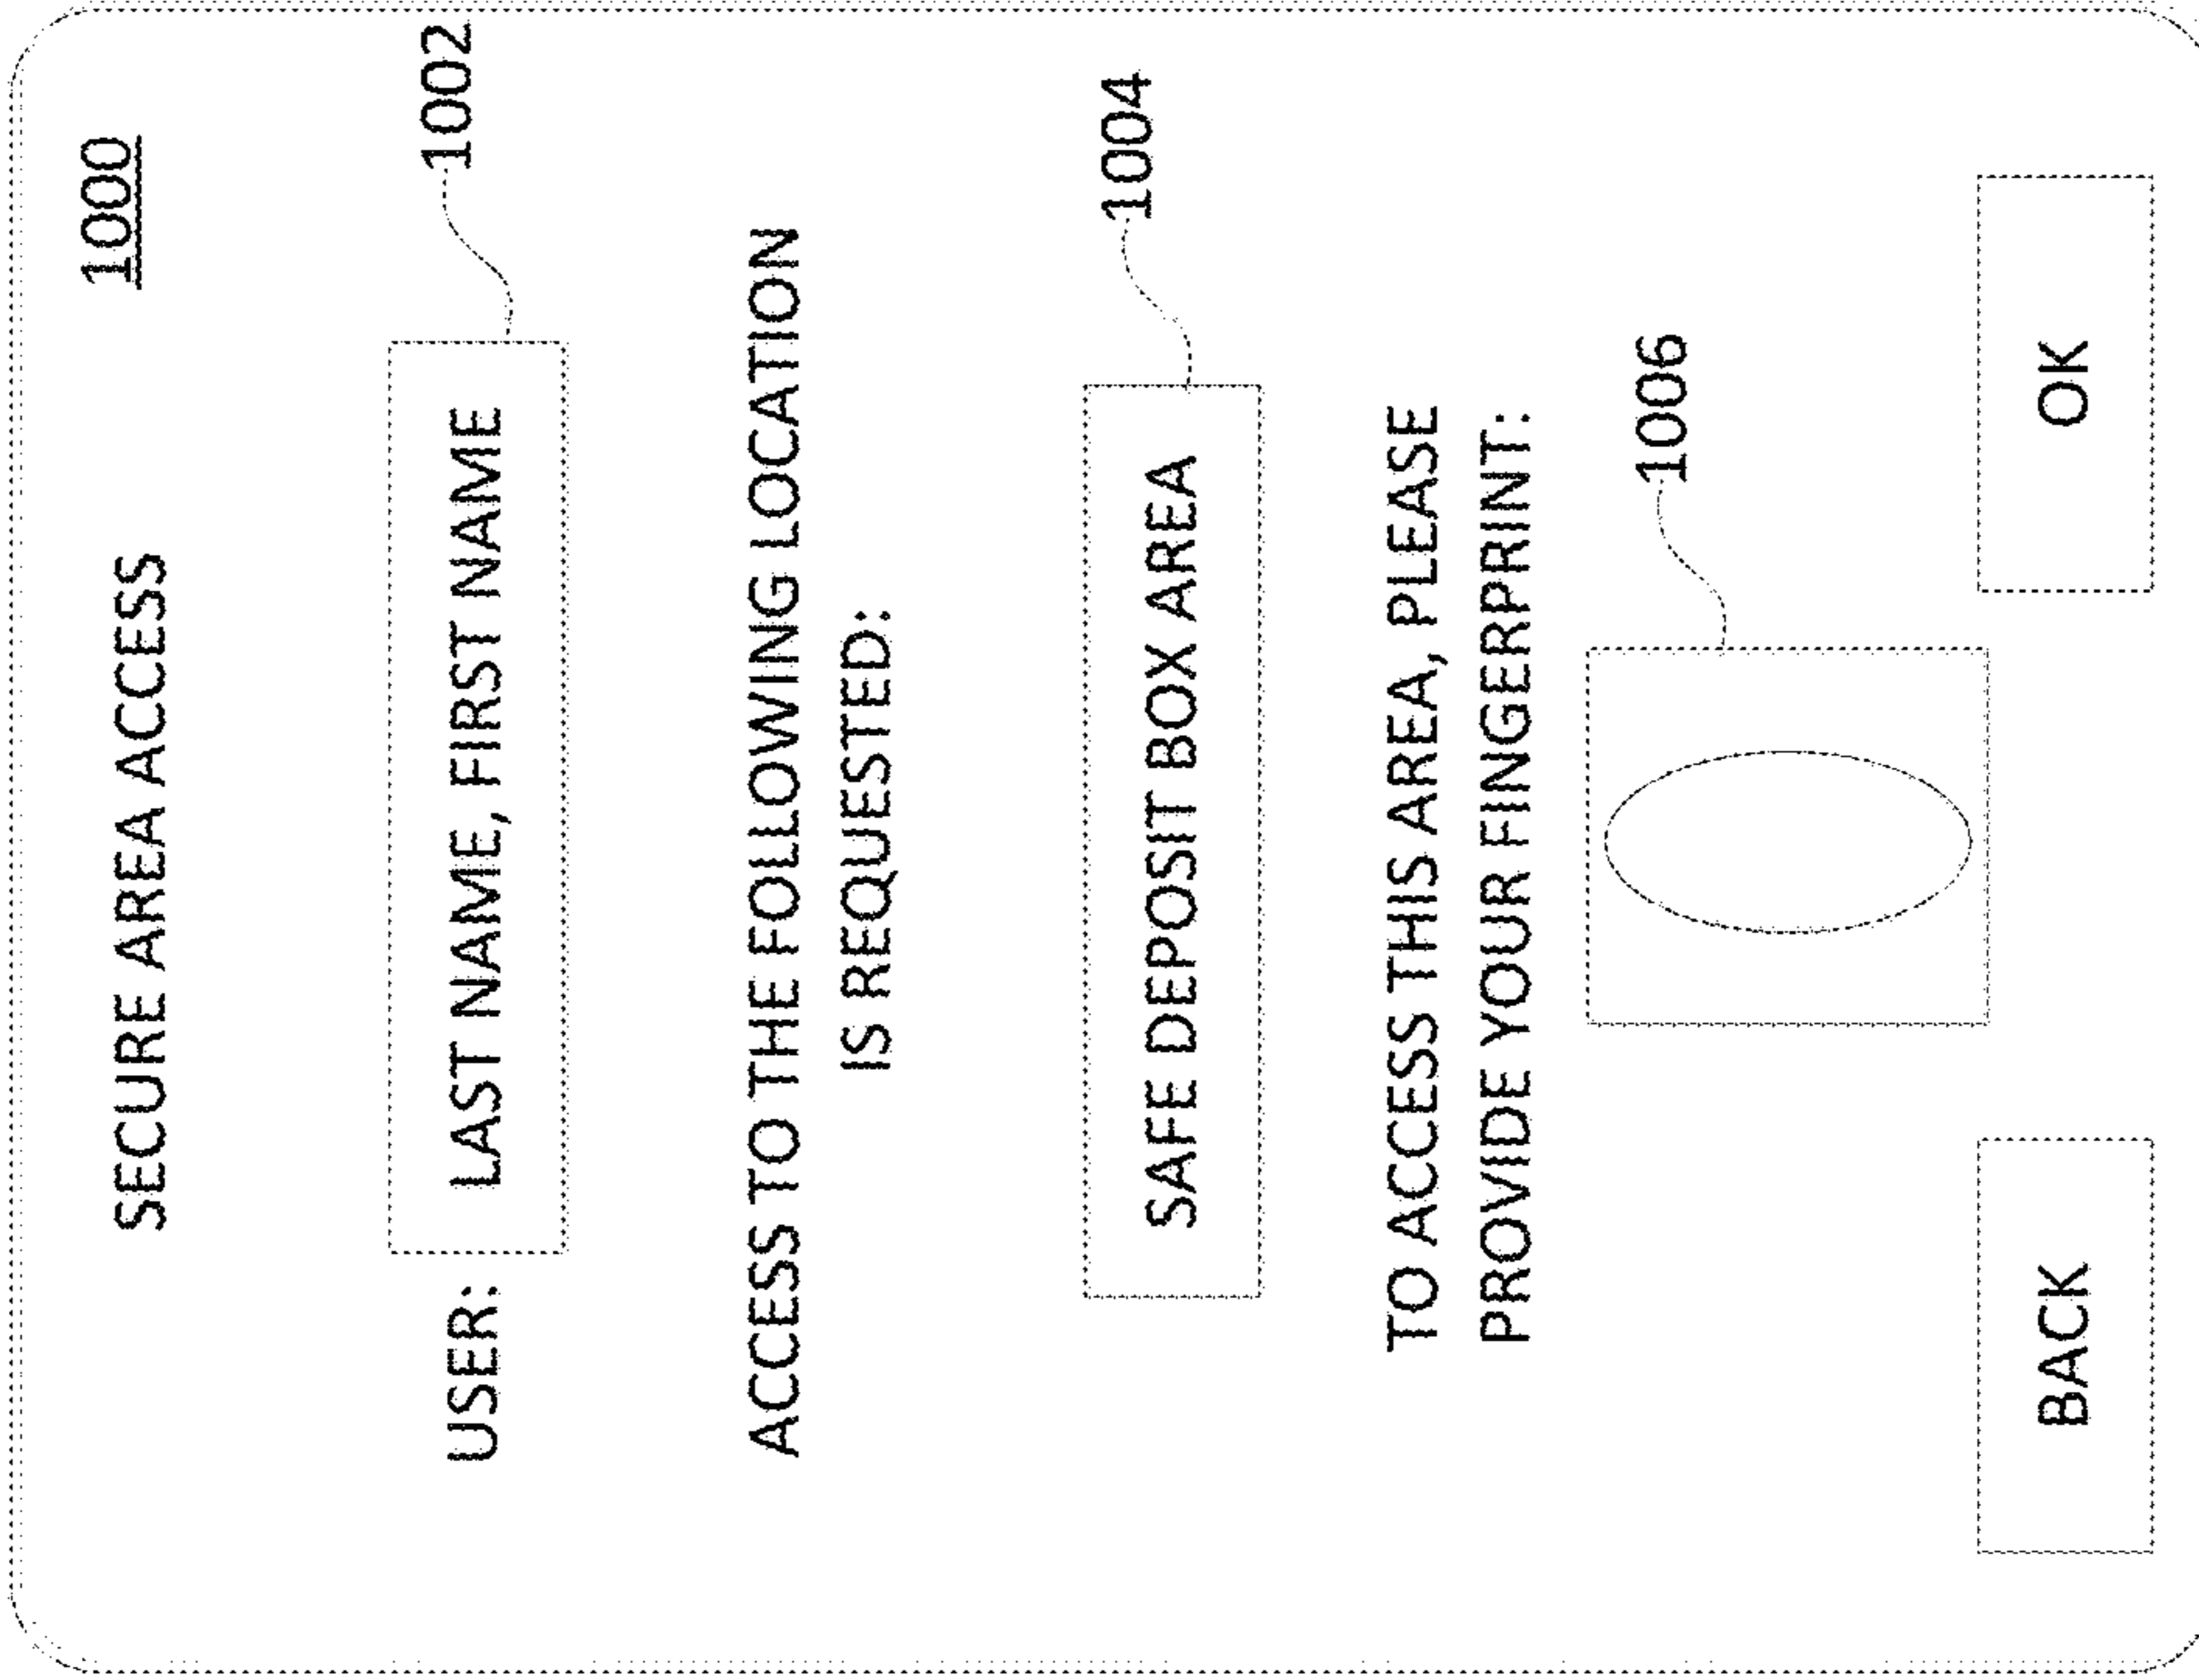 1000
SECURE AREA ACCESS
USER: LAST NAME, FIRST NAME
1002
ACCESS TO THE FOLLOWING LOCATION
IS REQUESTED:
SAFE DEPOSIT BOX AREA
1004
TO ACCESS THIS AREA, PLEASE
PROVIDE YOUR FINGERPRINT:
1006
BACK
OK